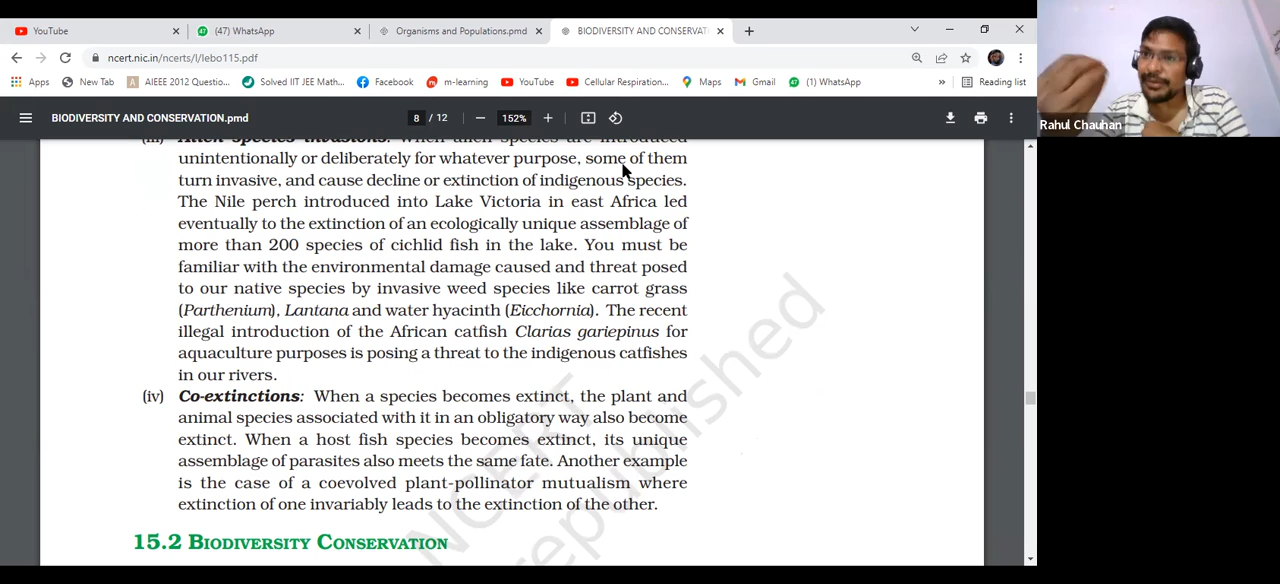 YouTube
(47) WhatsApp
Organisms and Populations.pmd
BIODIVERSITY AND CONSERVATI
ncert.nic.in/ncerts/l/lebo115.pdf
Apps
New Tab
AIEEE 2012 Questio...
Solved IIT JEE Math...
Facebook
m-learning
YouTube
Cellular Respiration,...
Maps
Gmail
(1) WhatsApp
»
Reading list
BIODIVERSITY AND CONSERVATION.pmd
8 / 12
152%
Rahul Chauhan
(iii) Alien species invasions: When alien species are introduced
unintentionally or deliberately for whatever purpose, some of them
turn invasive, and cause decline or extinction of indigenous species.
The Nile perch introduced into Lake Victoria in east Africa led
eventually to the extinction of an ecologically unique assemblage of
more than 200 species of cichlid fish in the lake. You must be
familiar with the environmental damage caused and threat posed
to our native species by invasive weed species like carrot grass
(Parthenium), Lantana and water hyacinth (Eicchornia). The recent
illegal introduction of the African catfish Clarias gariepinus for
aquaculture purposes is posing a threat to the indigenous catfishes
in our rivers.
(iv) Co-extinctions: When a species becomes extinct, the plant and
animal species associated with it in an obligatory way also become
extinct. When a host fish species becomes extinct, its unique
assemblage of parasites also meets the same fate. Another example
is the case of a coevolved plant-pollinator mutualism where
extinction of one invariably leads to the extinction of the other.
15.2 BIODIVERSITY CONSERVATION
NCERT
republished